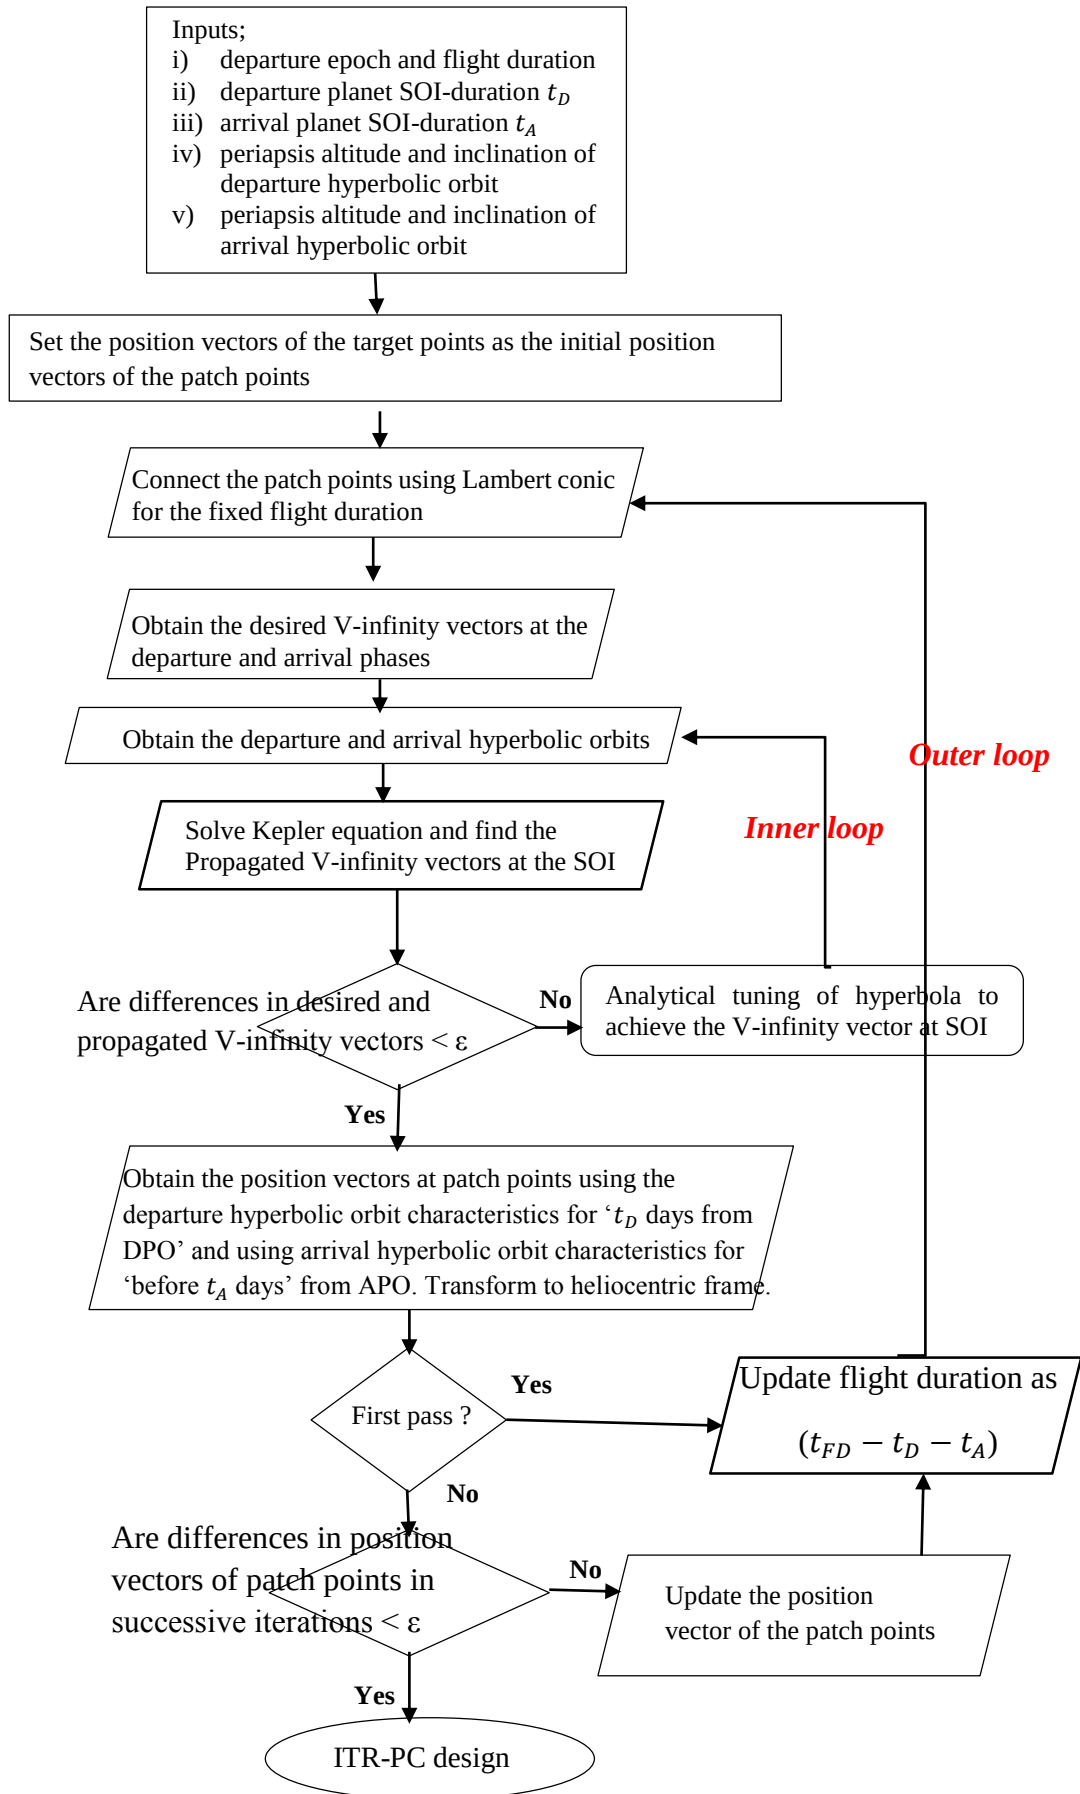 Inputs;
i) departure epoch and flight duration
ii) departure planet SOI-duration t_D
iii) arrival planet SOI-duration t_A
iv) periapsis altitude and inclination of
departure hyperbolic orbit
v) periapsis altitude and inclination of
arrival hyperbolic orbit
Set the position vectors of the target points as the initial position
vectors of the patch points
Connect the patch points using Lambert conic
for the fixed flight duration
Obtain the desired V-infinity vectors at the
departure and arrival phases
Obtain the departure and arrival hyperbolic orbits
Outer loop
Solve Kepler equation and find the
Propagated V-infinity vectors at the SOI
Inner loop
Are differences in desired and
propagated V-infinity vectors < ε
No
Analytical tuning of hyperbola to
achieve the V-infinity vector at SOI
Yes
Obtain the position vectors at patch points using the
departure hyperbolic orbit characteristics for ‘t_D days from
DPO’ and using arrival hyperbolic orbit characteristics for
‘before t_A days’ from APO. Transform to heliocentric frame.
First pass ?
Yes
Update flight duration as
(t_FD − t_D − t_A)
No
Are differences in position
vectors of patch points in
successive iterations < ε
No
Update the position
vector of the patch points
Yes
ITR-PC design